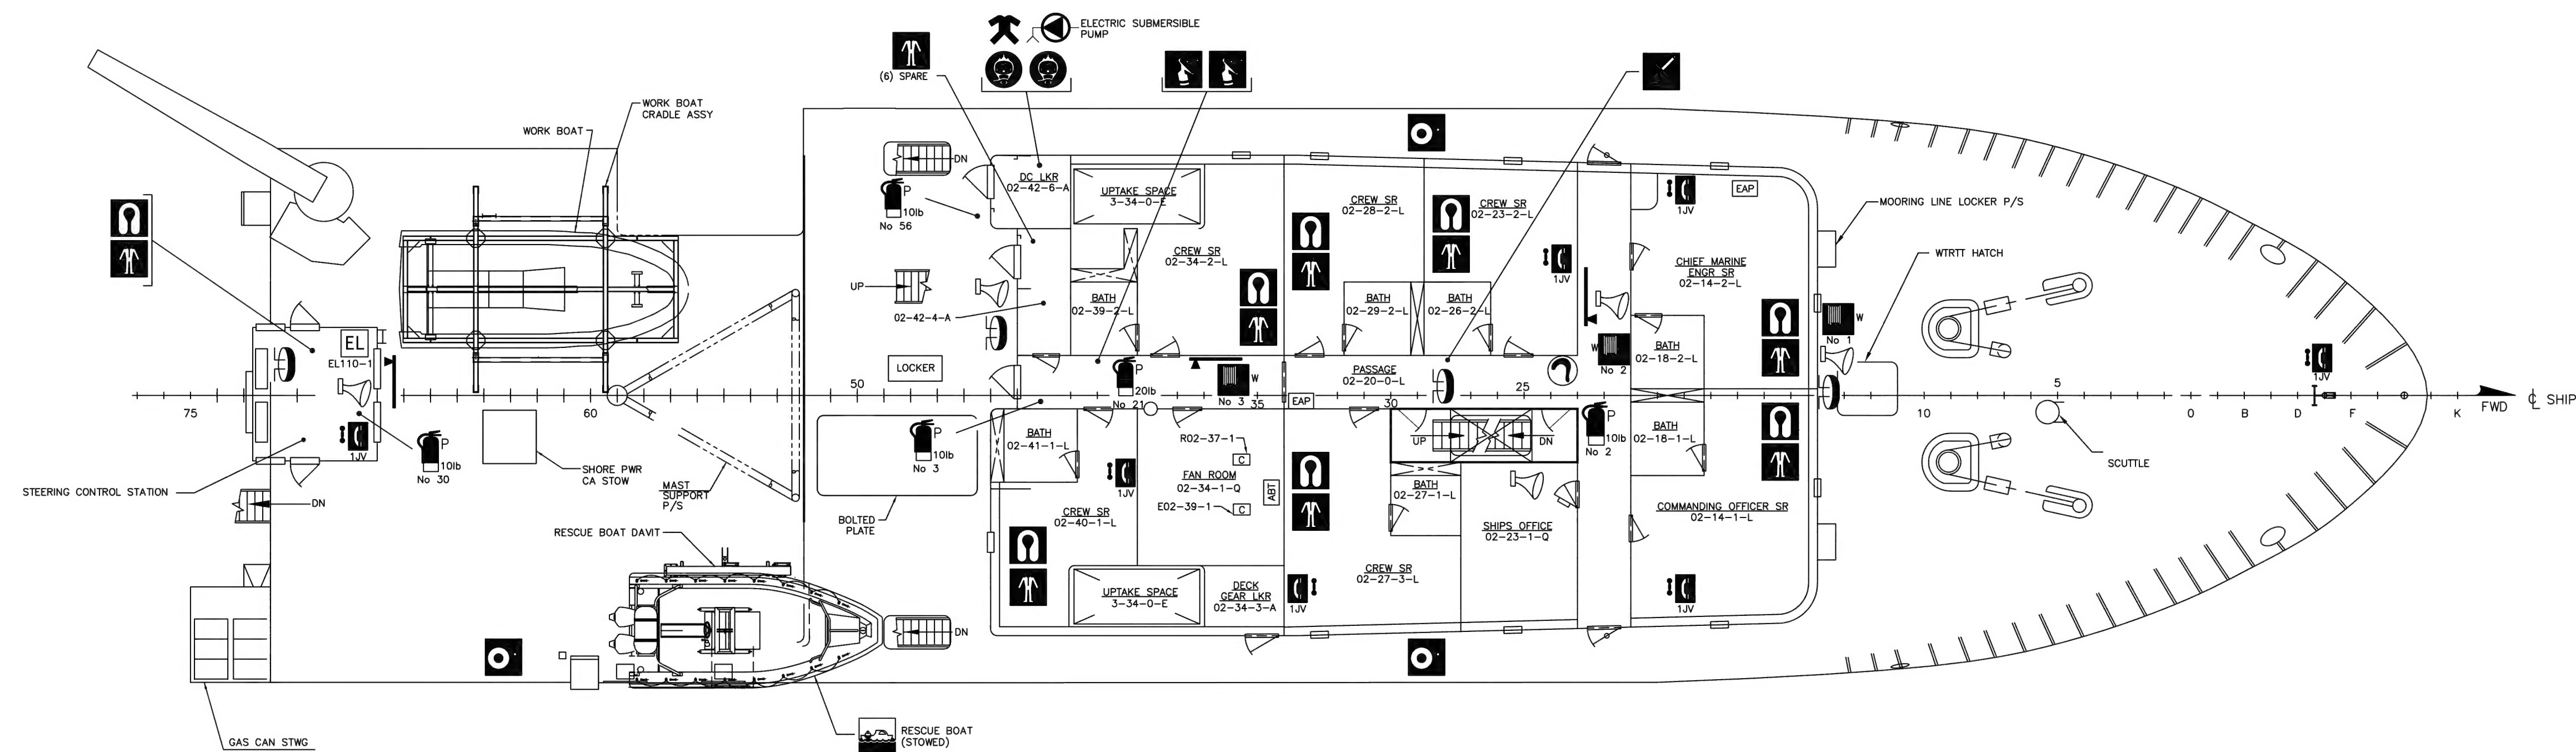 ELECTRIC SUBMERSIBLE
PUMP
(6) SPARE
WORK BOAT
CRADLE ASSY
WORK BOAT
DN
P
10lb
No 56
DC LKR
02-42-6-A
UPTAKE SPACE
3-34-0-E
CREW SR
02-28-2-L
CREW SR
02-23-2-L
1JV
EAP
MOORING LINE LOCKER P/S
CREW SR
02-34-2-L
1JV
CHIEF MARINE
ENGR SR
02-14-2-L
WTRTT HATCH
UP
02-42-4-A
BATH
02-39-2-L
BATH
02-29-2-L
BATH
02-26-2-L
W
No 1
EL
EL110-1
LOCKER
P
20lb
No 21
W
No 3
PASSAGE
02-20-0-L
W
No 2
BATH
02-18-2-L
1JV
75
60
50
35
EAP
30
25
10
5
O
B
D
F
K
FWD
℄ SHIP
1JV
P
10lb
No 30
SHORE PWR
CA STOW
P
10lb
No 3
BATH
02-41-1-L
R02-37-1
C
UP
DN
P
10lb
No 2
BATH
02-18-1-L
SCUTTLE
STEERING CONTROL STATION
DN
MAST
SUPPORT
P/S
BOLTED
PLATE
1JV
FAN ROOM
02-34-1-Q
E02-39-1
C
ABT
BATH
02-27-1-L
CREW SR
02-40-1-L
SHIPS OFFICE
02-23-1-Q
COMMANDING OFFICER SR
02-14-1-L
RESCUE BOAT DAVIT
UPTAKE SPACE
3-34-0-E
DECK
GEAR LKR
02-34-3-A
1JV
CREW SR
02-27-3-L
1JV
DN
RESCUE BOAT
(STOWED)
GAS CAN STWG